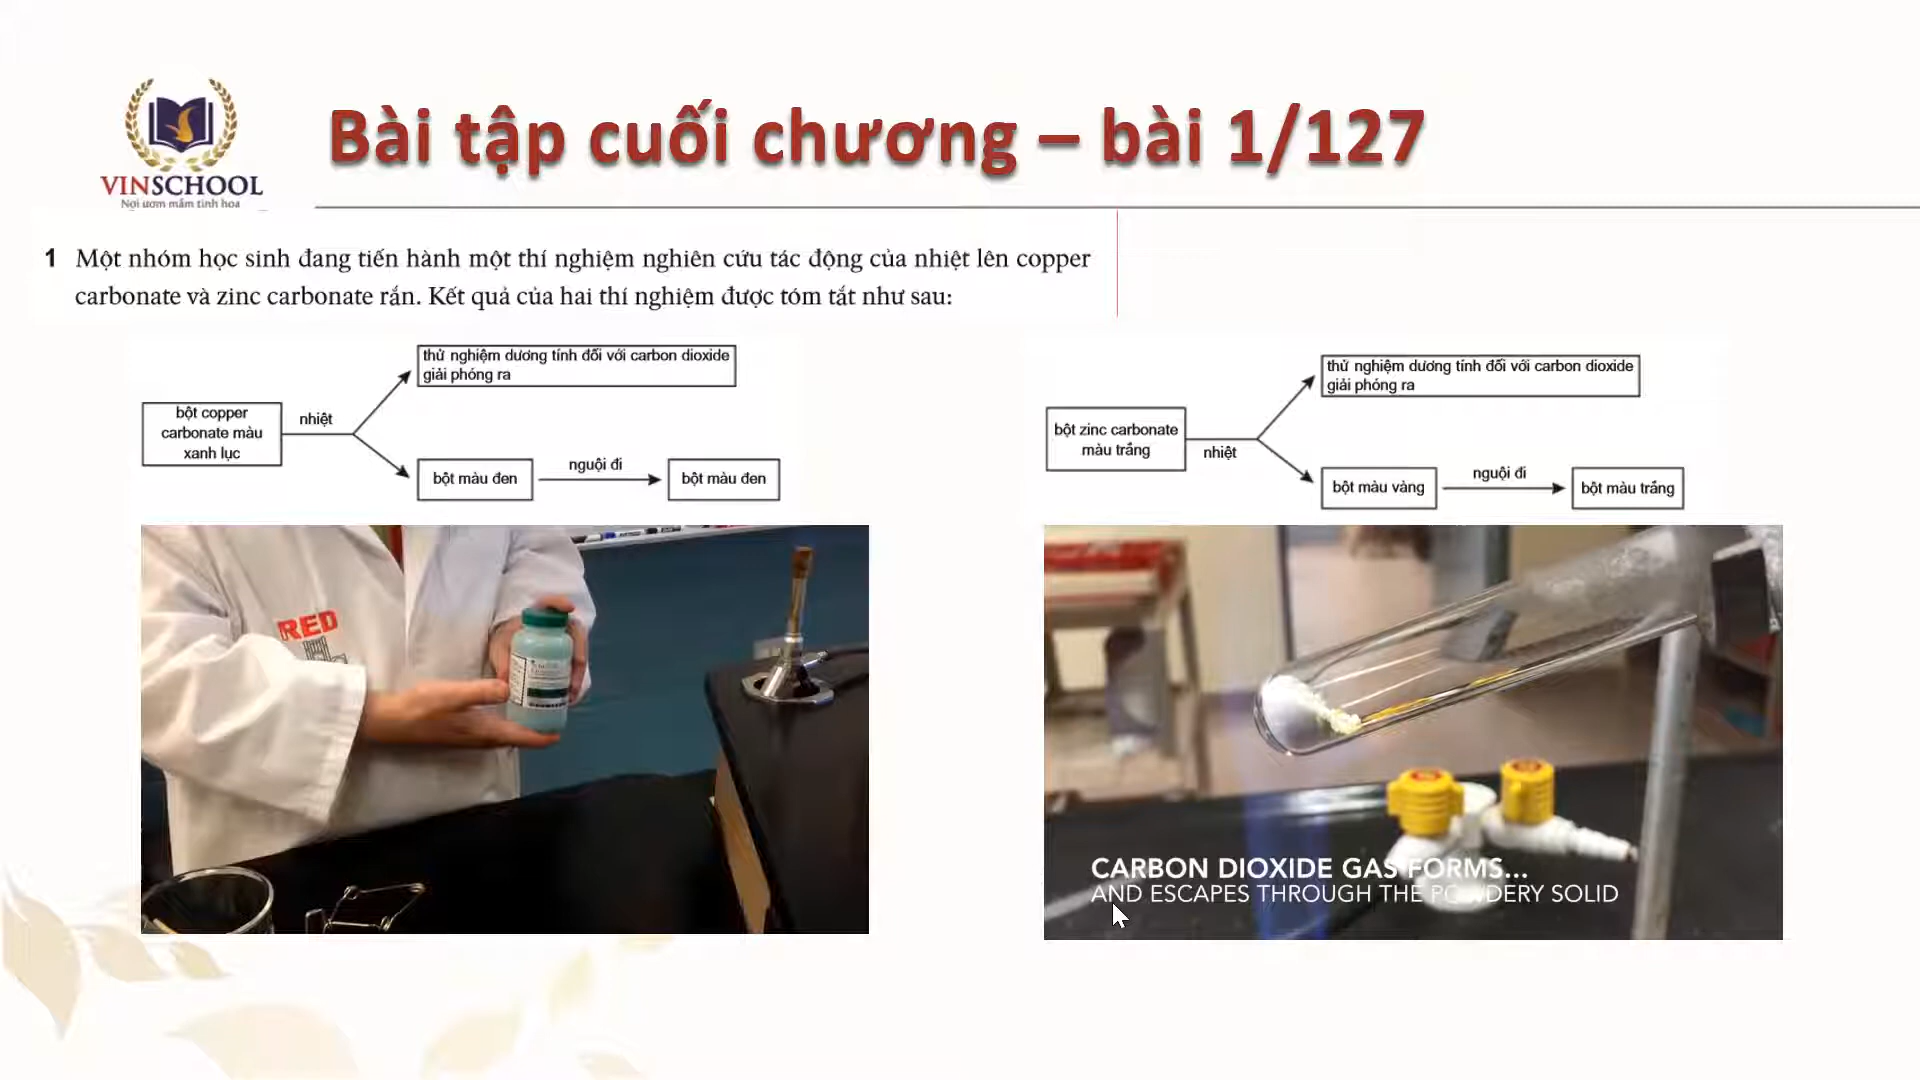 VINSCHOOL
Nơi ươm mầm tinh hoa
Bài tập cuối chương – bài 1/127
1 Một nhóm học sinh đang tiến hành một thí nghiệm nghiên cứu tác động của nhiệt lên copper
carbonate và zinc carbonate rắn. Kết quả của hai thí nghiệm được tóm tắt như sau:
thử nghiệm dương tính đối với carbon dioxide
giải phóng ra
bột copper
carbonate màu
xanh lục
nhiệt
bột màu đen
nguội đi
bột màu đen
thử nghiệm dương tính đối với carbon dioxide
giải phóng ra
bột zinc carbonate
màu trắng
nhiệt
bột màu vàng
nguội đi
bột màu trắng
RED
CARBON DIOXIDE GAS FORMS...
AND ESCAPES THROUGH THE POWDERY SOLID